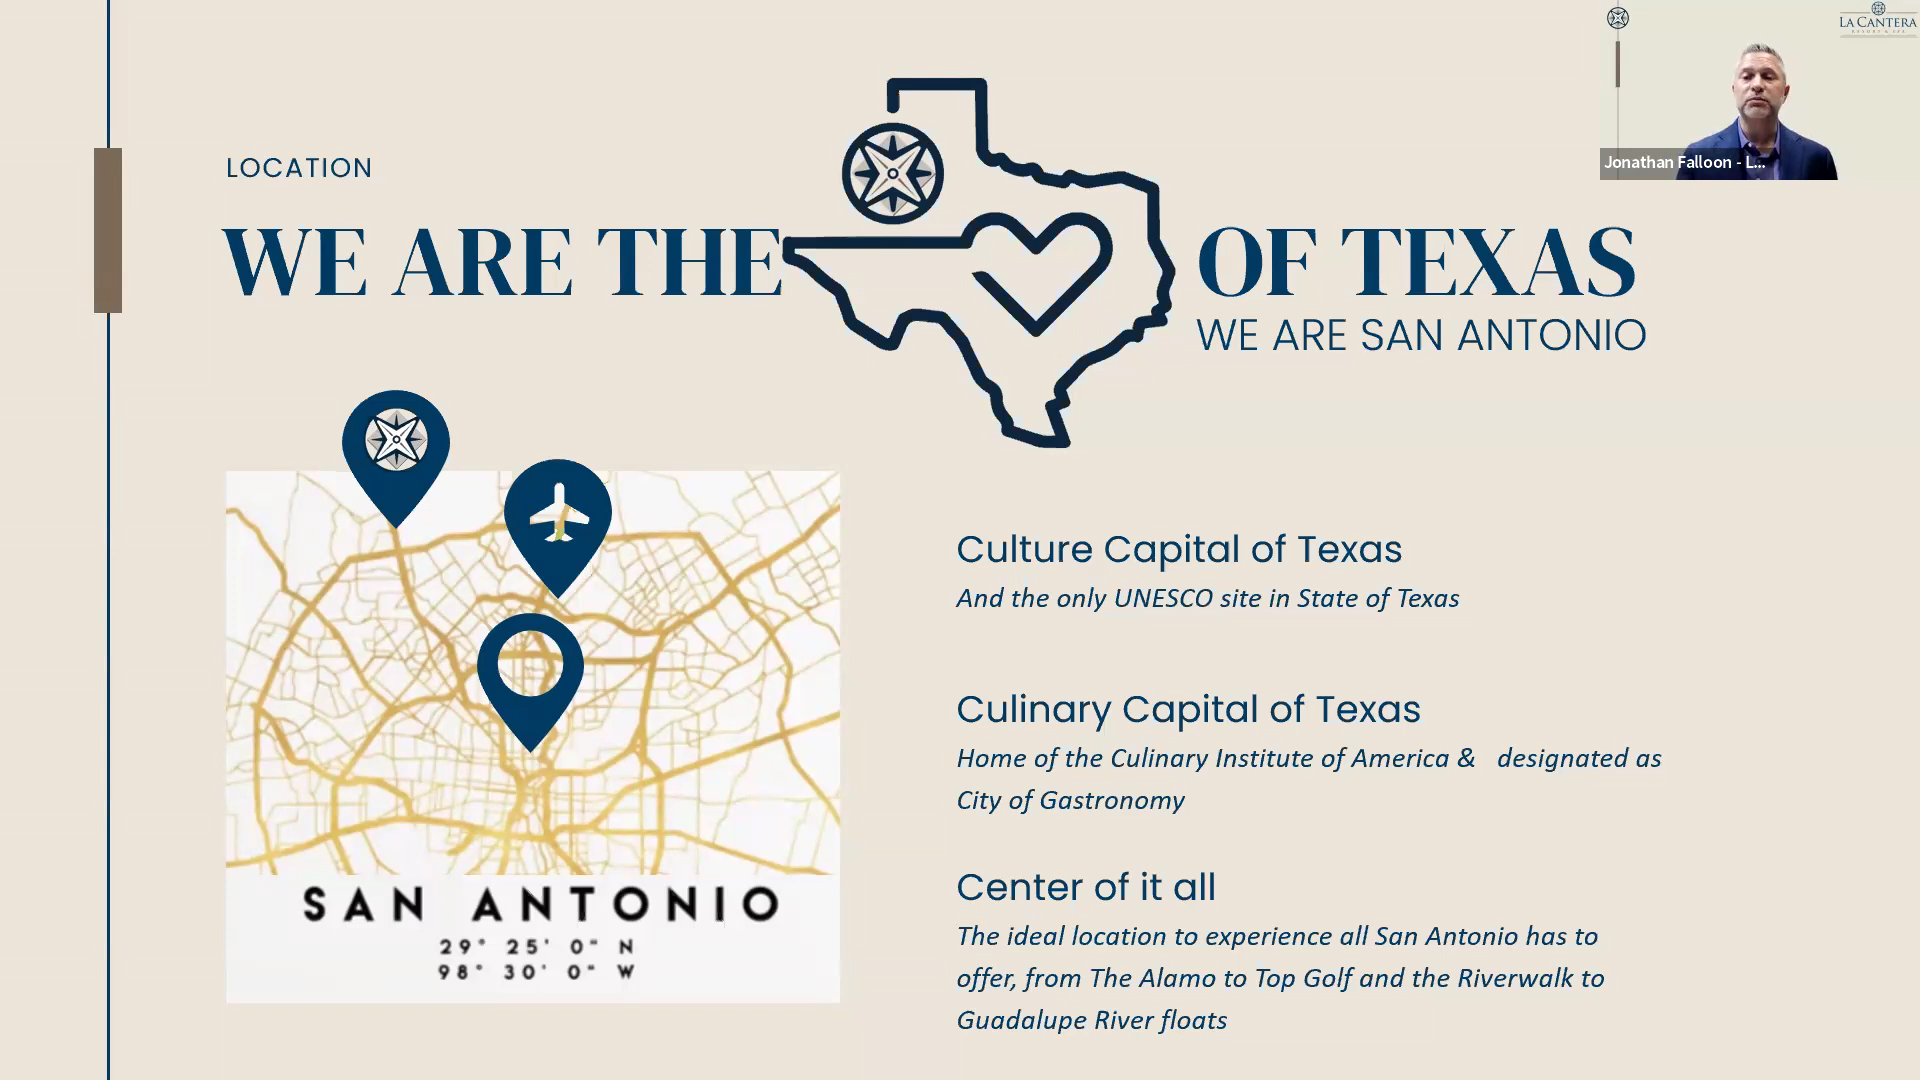 LA CANTERA
RESORT & SPA
Jonathan Falloon - L...
LOCATION
WE ARE THE OF TEXAS
WE ARE SAN ANTONIO
Culture Capital of Texas
And the only UNESCO site in State of Texas
Culinary Capital of Texas
Home of the Culinary Institute of America & designated as
City of Gastronomy
Center of it all
The ideal location to experience all San Antonio has to
offer, from The Alamo to Top Golf and the Riverwalk to
Guadalupe River floats
SAN ANTONIO
29° 25' 0" N
98° 30' 0" W